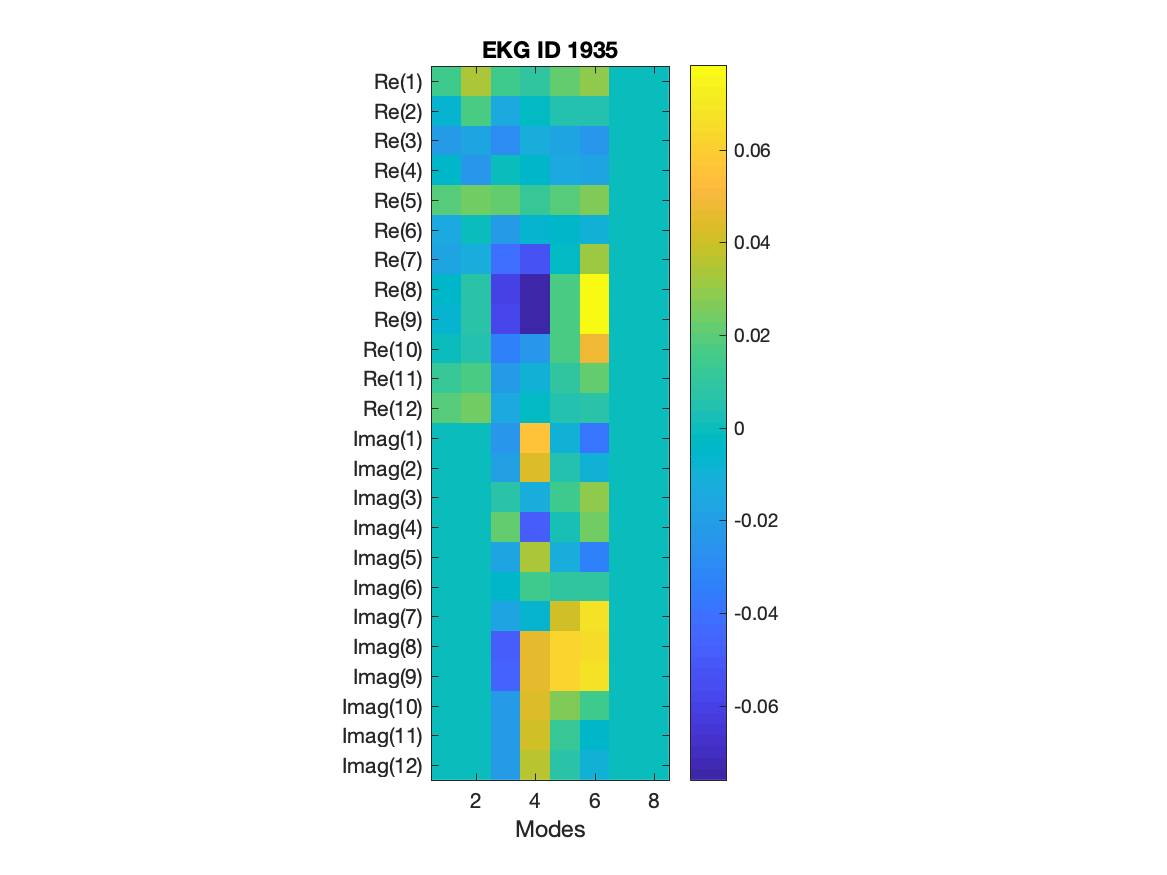 EKG ID 1935
Re(1)
Re(2)
Re(3)
Re(4)
Re(5)
Re(6)
Re(7)
Re(8)
Re(9)
Re(10)
Re(11)
Re(12)
Imag(1)
Imag(2)
Imag(3)
Imag(4)
Imag(5)
Imag(6)
Imag(7)
Imag(8)
Imag(9)
Imag(10)
Imag(11)
Imag(12)
2 4 6 8
Modes
0.06
0.04
0.02
0
-0.02
-0.04
-0.06